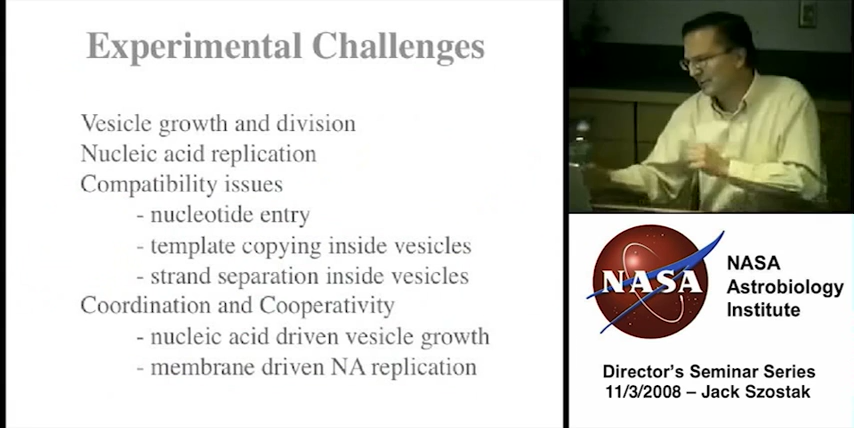 Experimental Challenges
Vesicle growth and division
Nucleic acid replication
Compatibility issues
- nucleotide entry
- template copying inside vesicles
- strand separation inside vesicles
Coordination and Cooperativity
- nucleic acid driven vesicle growth
- membrane driven NA replication
NASA
NASA
Astrobiology
Institute
Director's Seminar Series
11/3/2008 – Jack Szostak